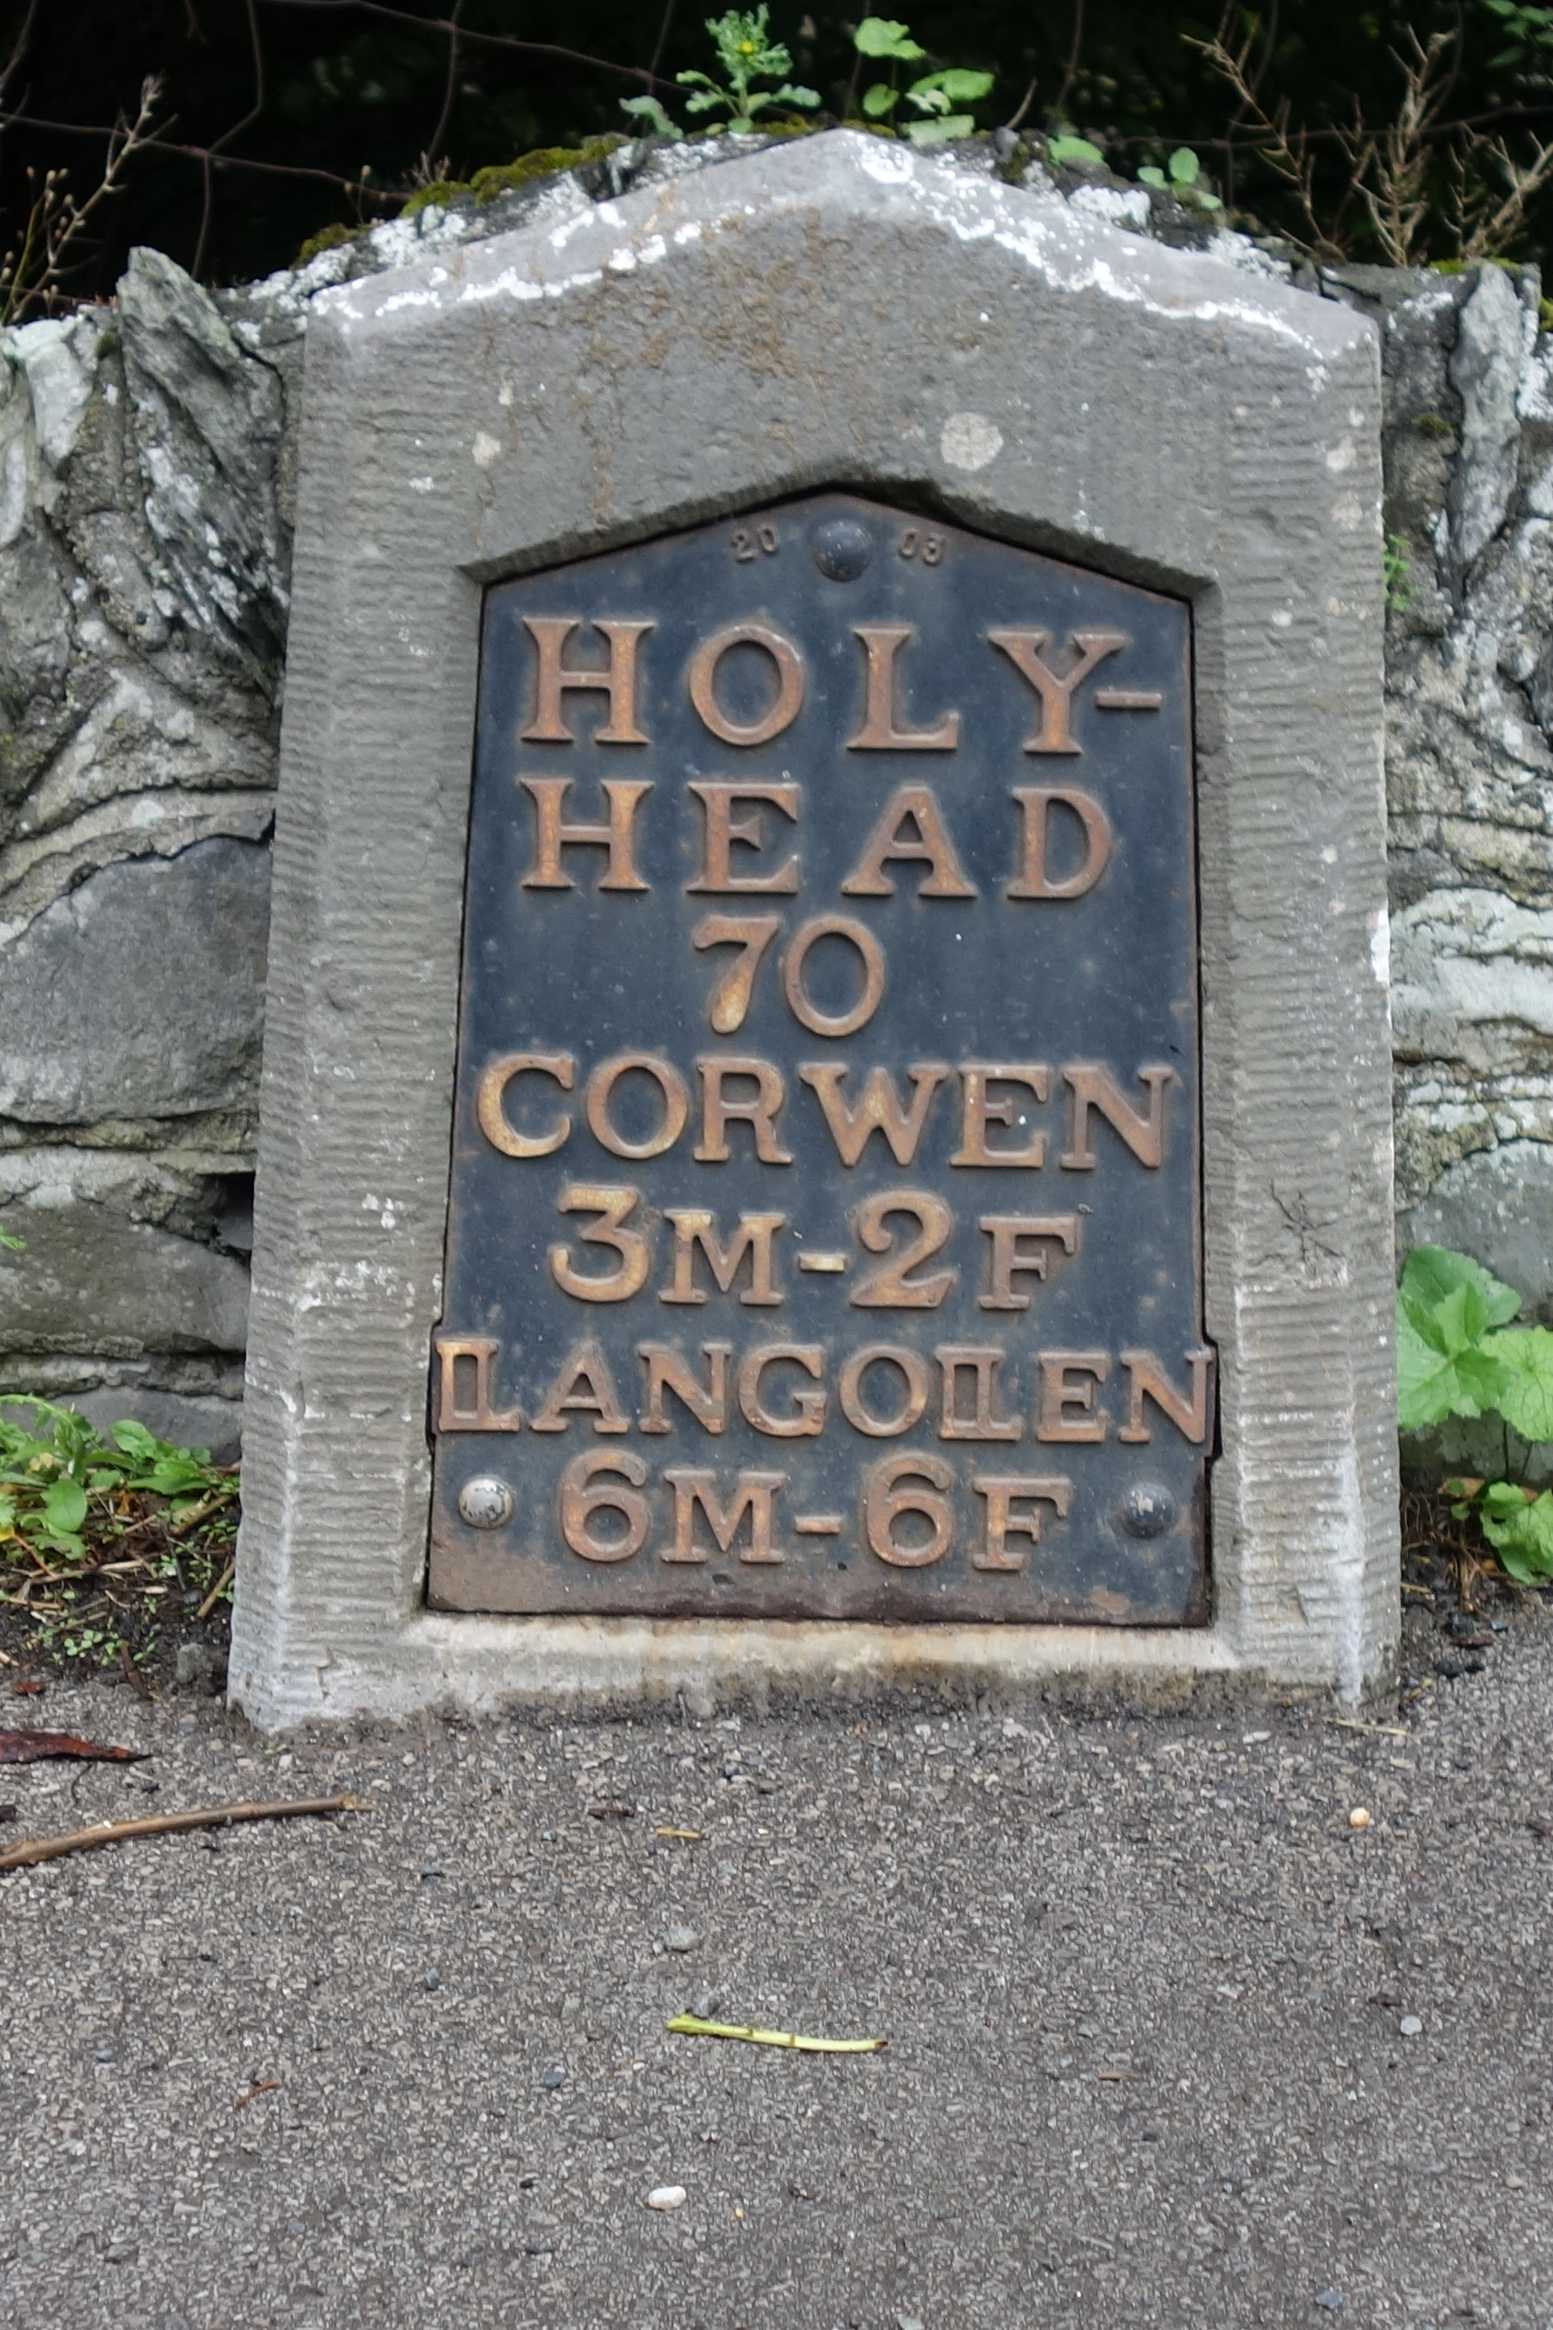 20 03
HOLY-
HEAD
70
CORWEN
3M-2F
LLANGOLLEN
6M-6F